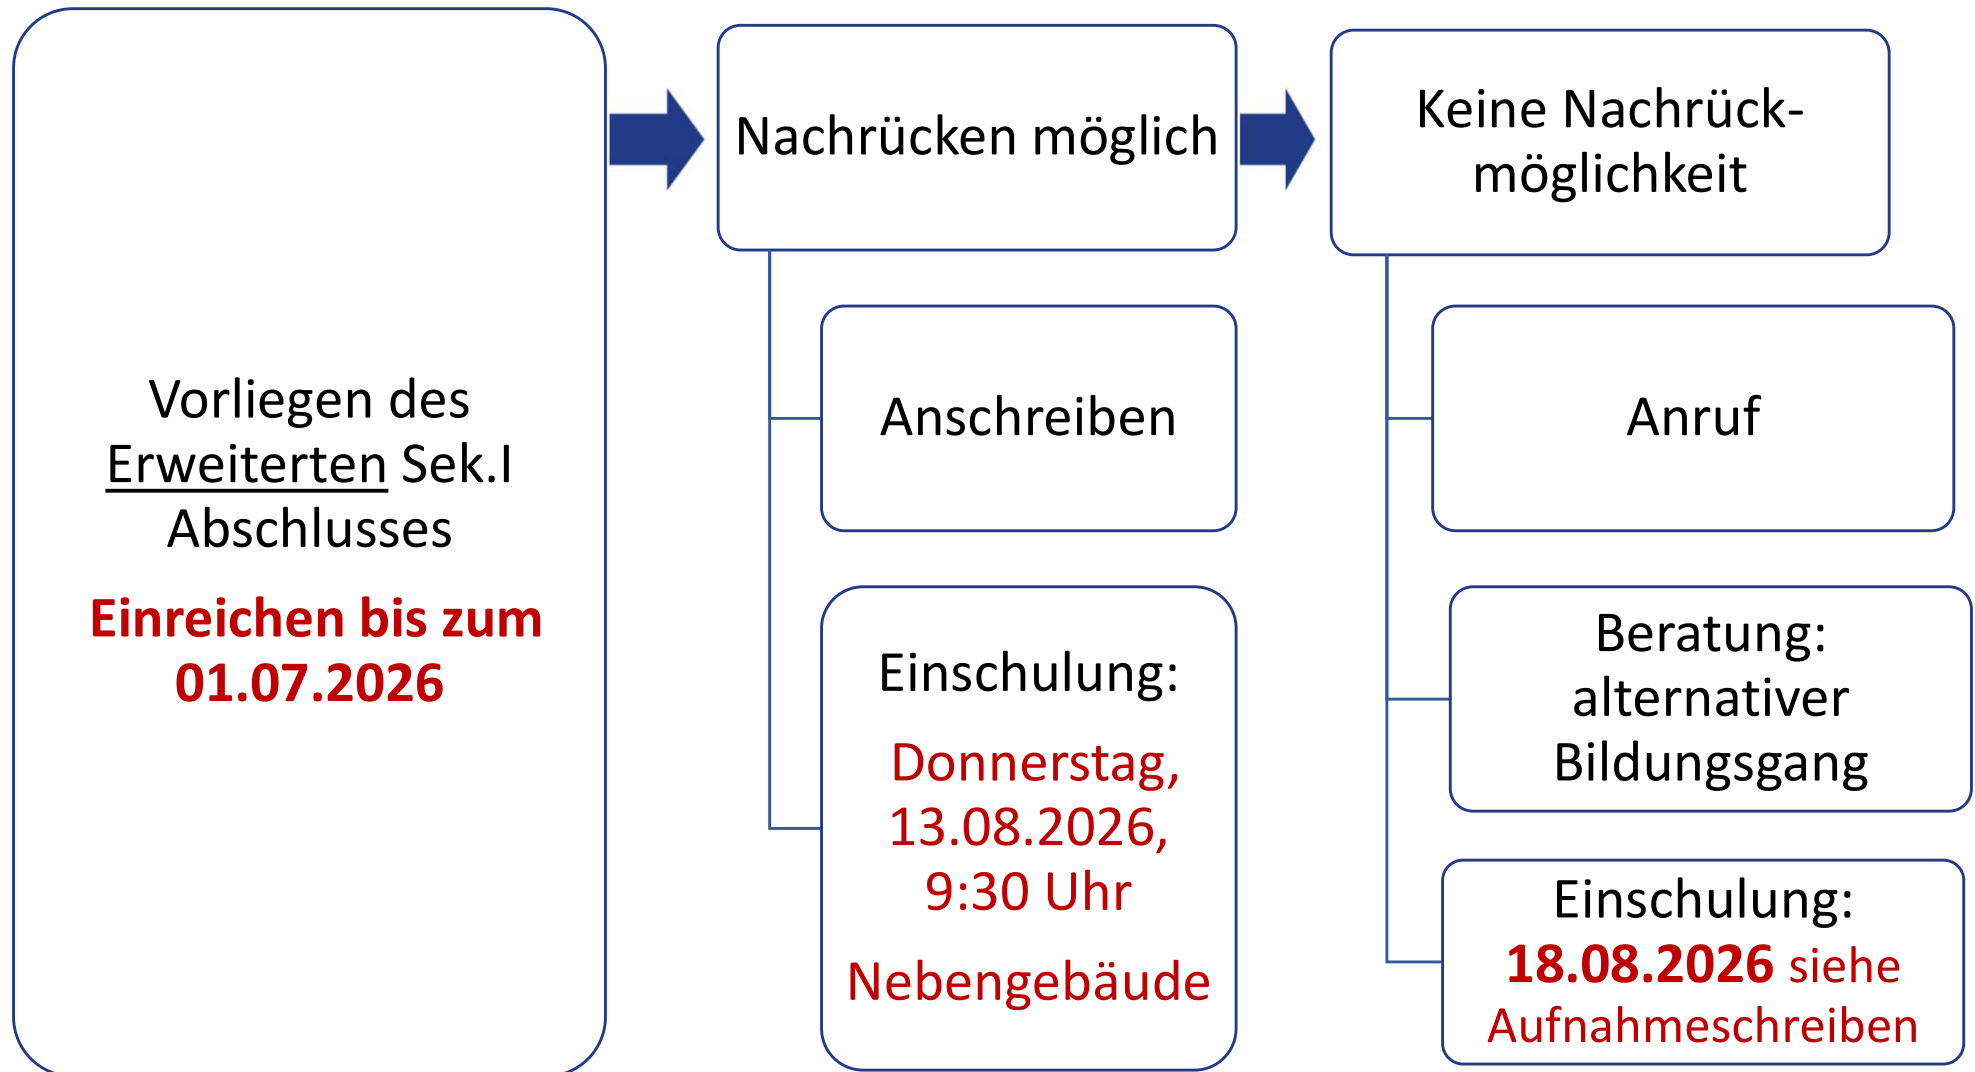 Vorliegen des
Erweiterten Sek.I
Abschlusses
Einreichen bis zum
01.07.2026
Nachrücken möglich
Anschreiben
Einschulung:
Donnerstag,
13.08.2026,
9:30 Uhr
Nebengebäude
Keine Nachrück-
möglichkeit
Anruf
Beratung:
alternativer
Bildungsgang
Einschulung:
18.08.2026 siehe
Aufnahmeschreiben